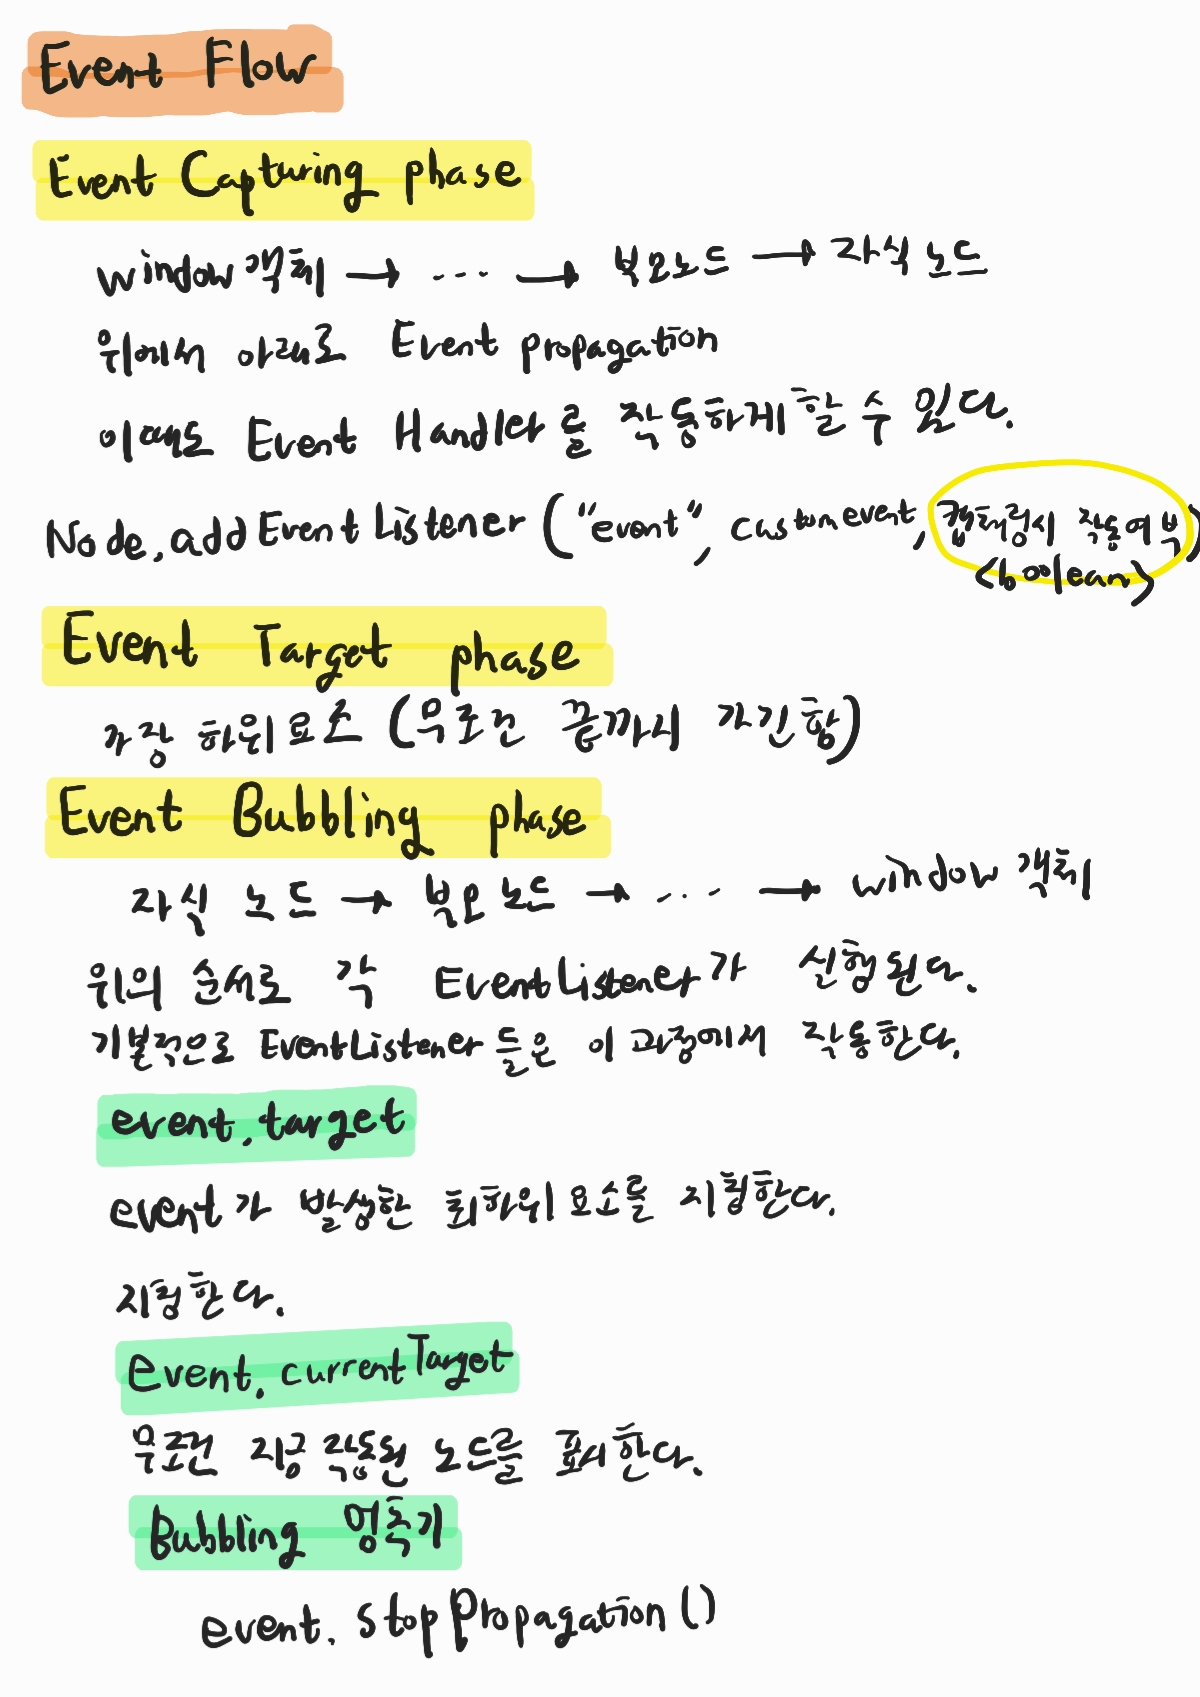 Event Flow
Event Capturing phase
window객체 → ... → 부모노드 → 자식 노드
위에서 아래로 Event propagation
이때도 Event Handler를 작동하게 할 수 있다.
Node.addEventListener("event", customevent, 캡쳐링시 작동여부)
<boolean>
Event Target phase
가장 하위 요소 (무조건 끝까지 가긴함)
Event Bubbling phase
자식 노드 → 부모 노드 → ... → window 객체
위의 순서로 각 EventListener가 실행된다.
기본적으로 EventListener들은 이 과정에서 작동한다.
event.target
event가 발생한 최하위 요소를 지칭한다.
지칭한다.
event.currentTarget
무조건 지금 작동된 노드를 표시한다.
Bubbling 멈추기
event.stopPropagation()